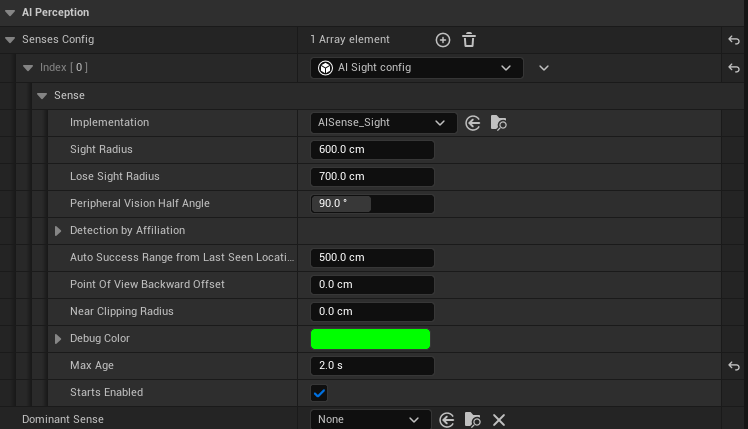 AI Perception
Senses Config 1 Array element
Index [ 0 ] AI Sight config
Sense
Implementation AISense_Sight
Sight Radius 600.0 cm
Lose Sight Radius 700.0 cm
Peripheral Vision Half Angle 90.0 °
Detection by Affiliation
Auto Success Range from Last Seen Locati... 500.0 cm
Point Of View Backward Offset 0.0 cm
Near Clipping Radius 0.0 cm
Debug Color
Max Age 2.0 s
Starts Enabled
Dominant Sense None